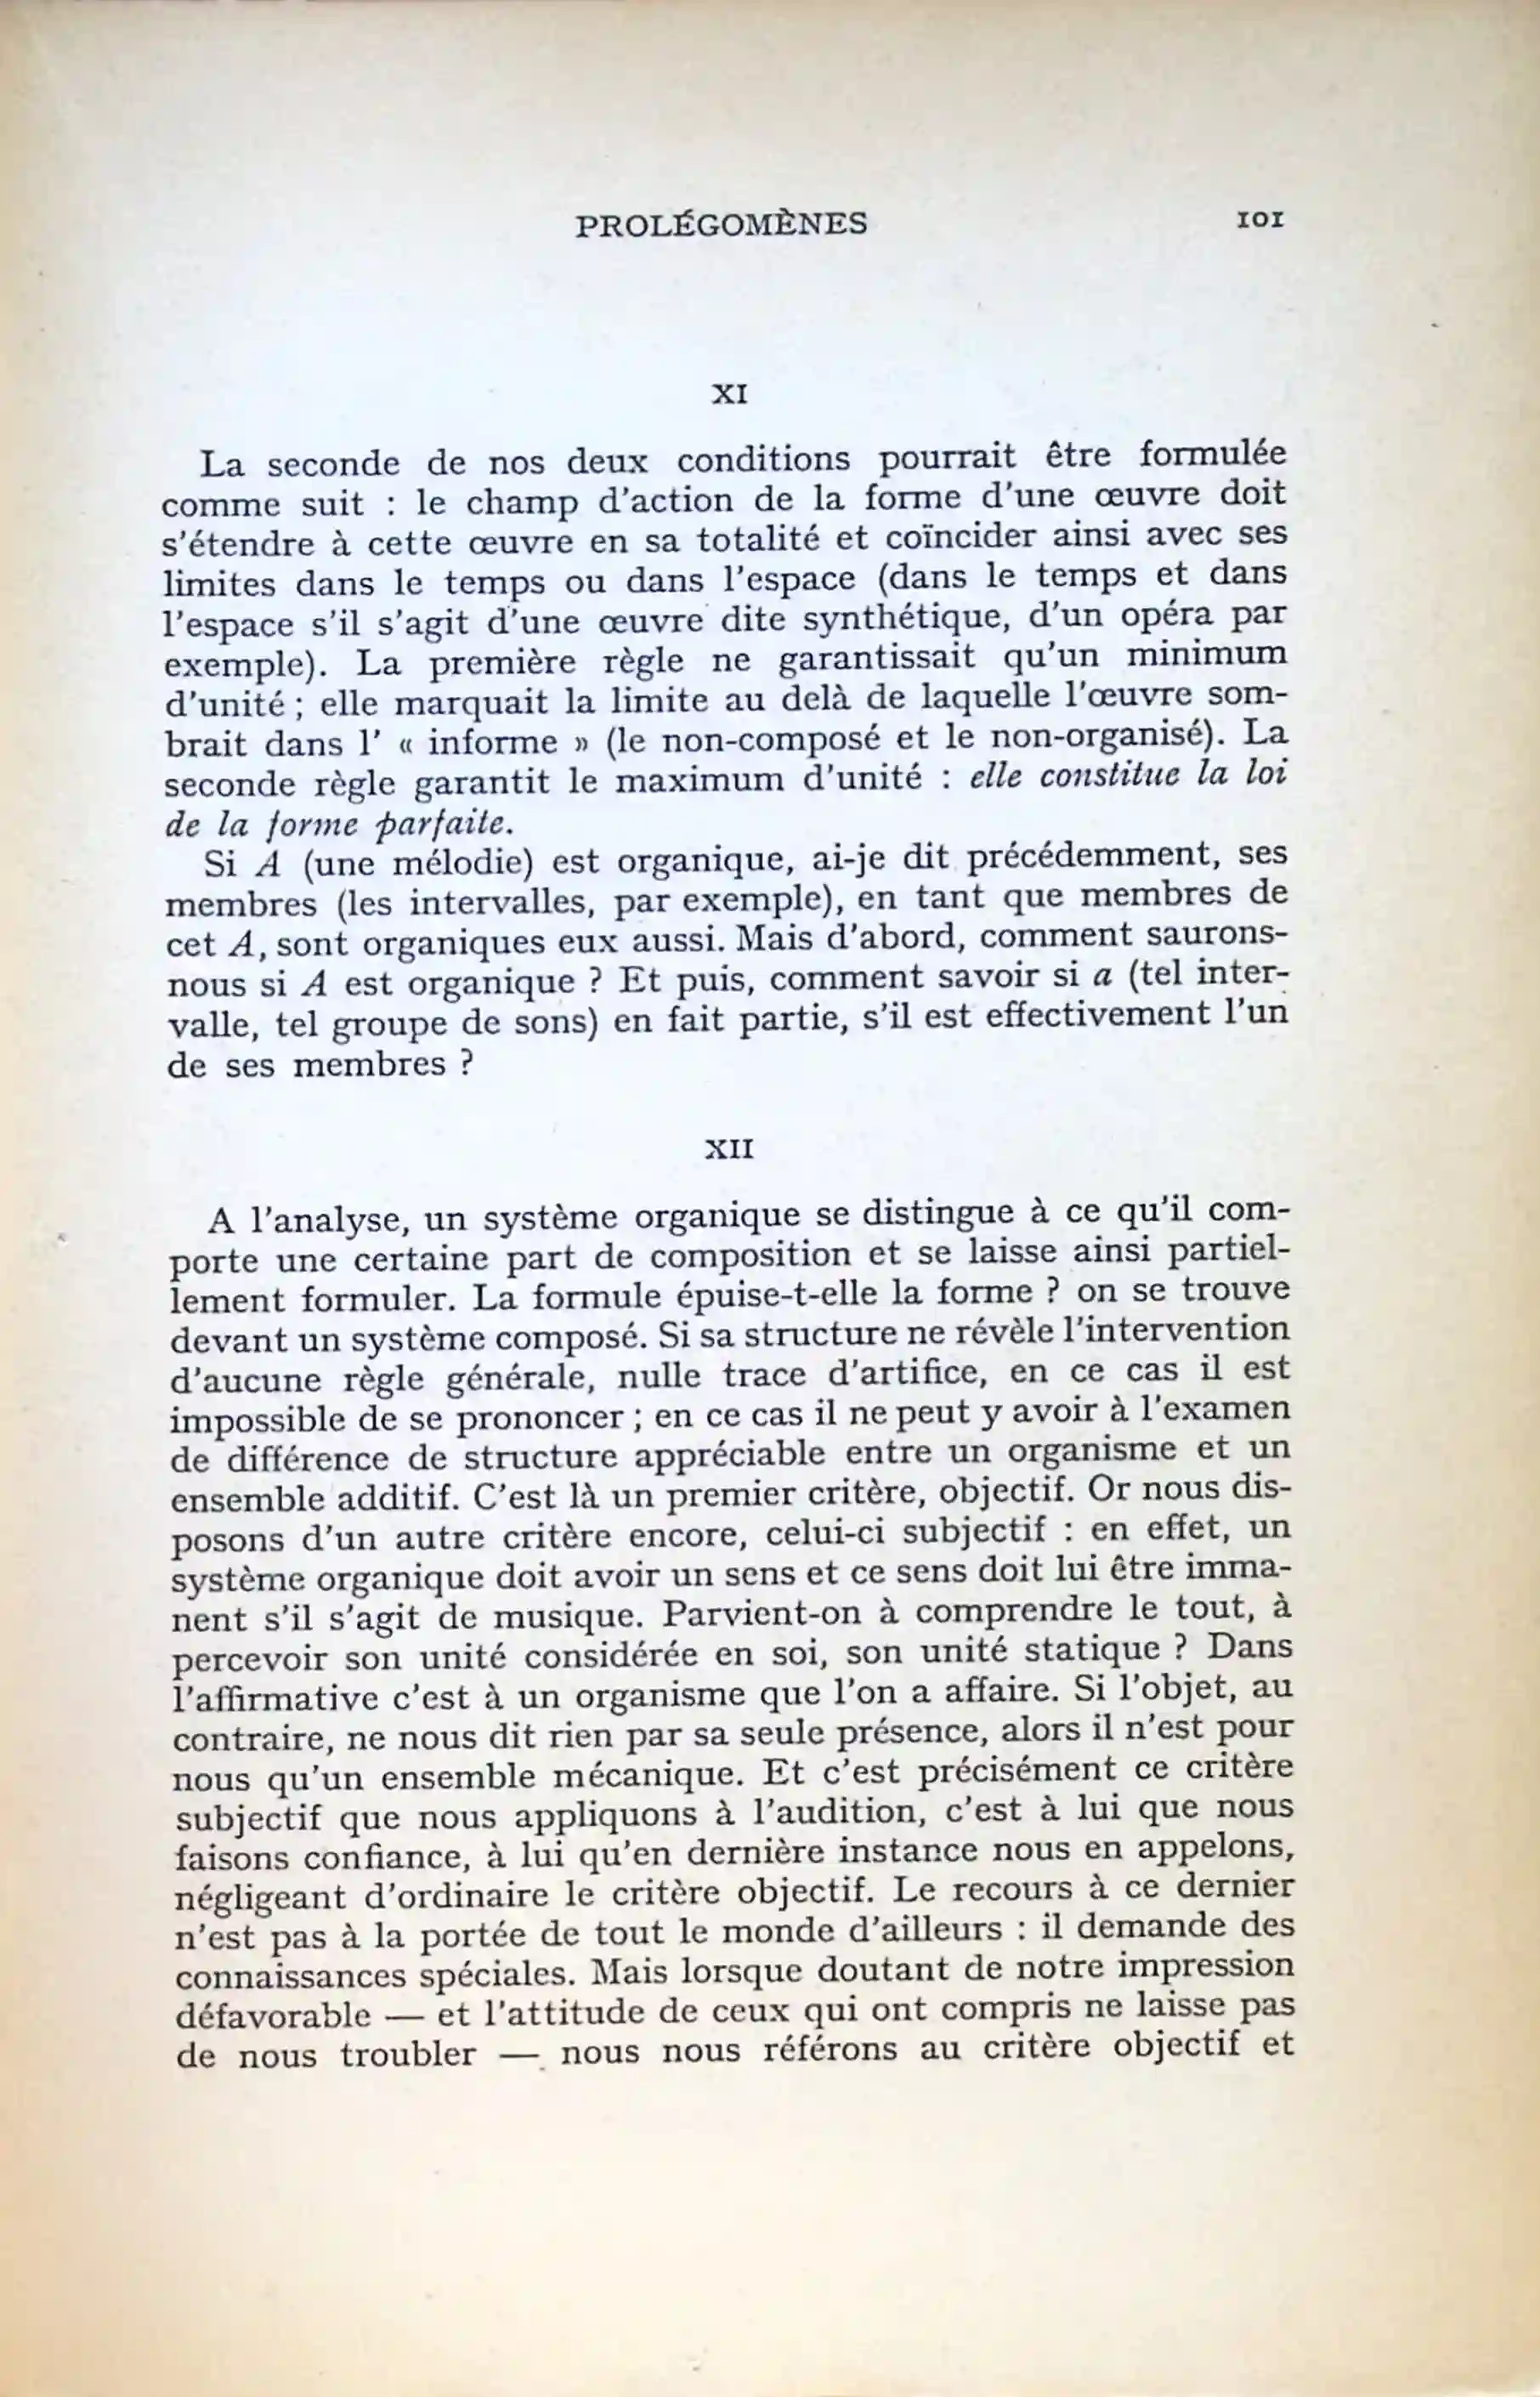 PROLÉGOMÈNES 101
XI
La seconde de nos deux conditions pourrait être formulée
comme suit : le champ d'action de la forme d'une œuvre doit
s'étendre à cette œuvre en sa totalité et coïncider ainsi avec ses
limites dans le temps ou dans l'espace (dans le temps et dans
l'espace s'il s'agit d'une œuvre dite synthétique, d'un opéra par
exemple). La première règle ne garantissait qu'un minimum
d'unité ; elle marquait la limite au delà de laquelle l'œuvre som-
brait dans l' « informe » (le non-composé et le non-organisé). La
seconde règle garantit le maximum d'unité : elle constitue la loi
de la forme parfaite.
Si A (une mélodie) est organique, ai-je dit précédemment, ses
membres (les intervalles, par exemple), en tant que membres de
cet A, sont organiques eux aussi. Mais d'abord, comment saurons-
nous si A est organique ? Et puis, comment savoir si a (tel inter-
valle, tel groupe de sons) en fait partie, s'il est effectivement l'un
de ses membres ?
XII
A l'analyse, un système organique se distingue à ce qu'il com-
porte une certaine part de composition et se laisse ainsi partiel-
lement formuler. La formule épuise-t-elle la forme ? on se trouve
devant un système composé. Si sa structure ne révèle l'intervention
d'aucune règle générale, nulle trace d'artifice, en ce cas il est
impossible de se prononcer ; en ce cas il ne peut y avoir à l'examen
de différence de structure appréciable entre un organisme et un
ensemble additif. C'est là un premier critère, objectif. Or nous dis-
posons d'un autre critère encore, celui-ci subjectif : en effet, un
système organique doit avoir un sens et ce sens doit lui être imma-
nent s'il s'agit de musique. Parvient-on à comprendre le tout, à
percevoir son unité considérée en soi, son unité statique ? Dans
l'affirmative c'est à un organisme que l'on a affaire. Si l'objet, au
contraire, ne nous dit rien par sa seule présence, alors il n'est pour
nous qu'un ensemble mécanique. Et c'est précisément ce critère
subjectif que nous appliquons à l'audition, c'est à lui que nous
faisons confiance, à lui qu'en dernière instance nous en appelons,
négligeant d'ordinaire le critère objectif. Le recours à ce dernier
n'est pas à la portée de tout le monde d'ailleurs : il demande des
connaissances spéciales. Mais lorsque doutant de notre impression
défavorable — et l'attitude de ceux qui ont compris ne laisse pas
de nous troubler — nous nous référons au critère objectif et